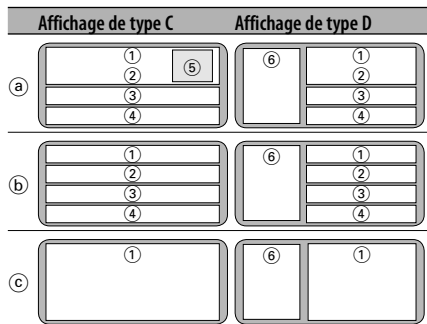 Affichage de type C Affichage de type D
ⓐ
① ⑤ ⑥ ①
② ②
③ ③
④ ④
ⓑ
① ⑥ ①
② ②
③ ③
④ ④
ⓒ
① ⑥ ①